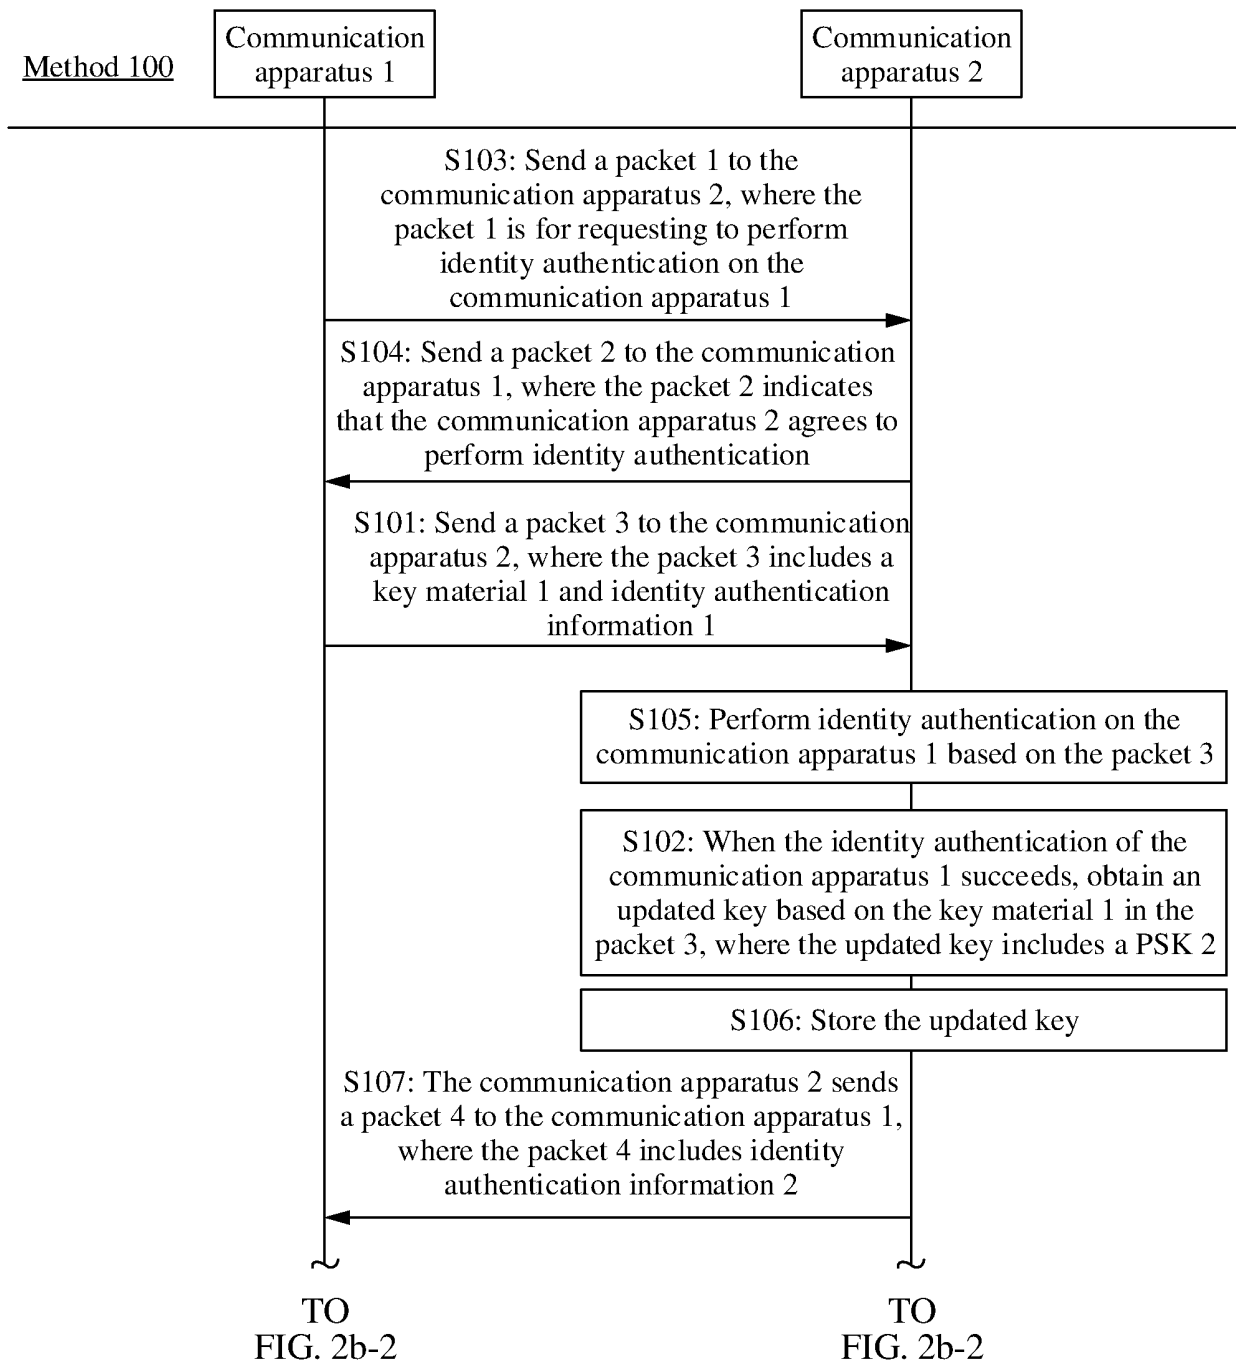 Method 100
Communication
apparatus 1
Communication
apparatus 2
S103: Send a packet 1 to the
communication apparatus 2, where the
packet 1 is for requesting to perform
identity authentication on the
communication apparatus 1
S104: Send a packet 2 to the communication
apparatus 1, where the packet 2 indicates
that the communication apparatus 2 agrees to
perform identity authentication
S101: Send a packet 3 to the communication
apparatus 2, where the packet 3 includes a
key material 1 and identity authentication
information 1
S105: Perform identity authentication on the
communication apparatus 1 based on the packet 3
S102: When the identity authentication of the
communication apparatus 1 succeeds, obtain an
updated key based on the key material 1 in the
packet 3, where the updated key includes a PSK 2
S106: Store the updated key
S107: The communication apparatus 2 sends
a packet 4 to the communication apparatus 1,
where the packet 4 includes identity
authentication information 2
TO
FIG. 2b-2
TO
FIG. 2b-2